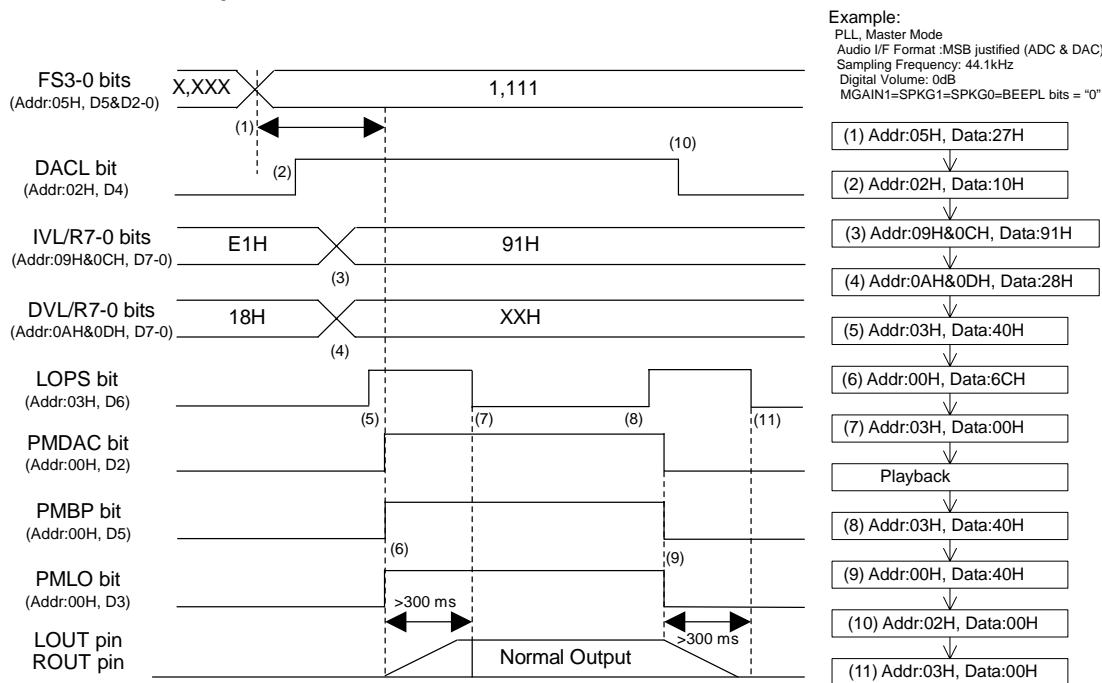 Example:
PLL, Master Mode
Audio I/F Format :MSB justified (ADC & DAC)
Sampling Frequency: 44.1kHz
Digital Volume: 0dB
MGAIN1=SPKG1=SPKG0=BEEPL bits = “0”
FS3-0 bits
(Addr:05H, D5&D2-0)
X,XXX
1,111
(1)
DACL bit
(Addr:02H, D4)
(2)
(10)
IVL/R7-0 bits
(Addr:09H&0CH, D7-0)
E1H
91H
(3)
DVL/R7-0 bits
(Addr:0AH&0DH, D7-0)
18H
XXH
(4)
LOPS bit
(Addr:03H, D6)
(5)
(7)
(8)
(11)
PMDAC bit
(Addr:00H, D2)
PMBP bit
(Addr:00H, D5)
(6)
(9)
PMLO bit
(Addr:00H, D3)
>300 ms
>300 ms
LOUT pin
ROUT pin
Normal Output
(1) Addr:05H, Data:27H
(2) Addr:02H, Data:10H
(3) Addr:09H&0CH, Data:91H
(4) Addr:0AH&0DH, Data:28H
(5) Addr:03H, Data:40H
(6) Addr:00H, Data:6CH
(7) Addr:03H, Data:00H
Playback
(8) Addr:03H, Data:40H
(9) Addr:00H, Data:40H
(10) Addr:02H, Data:00H
(11) Addr:03H, Data:00H